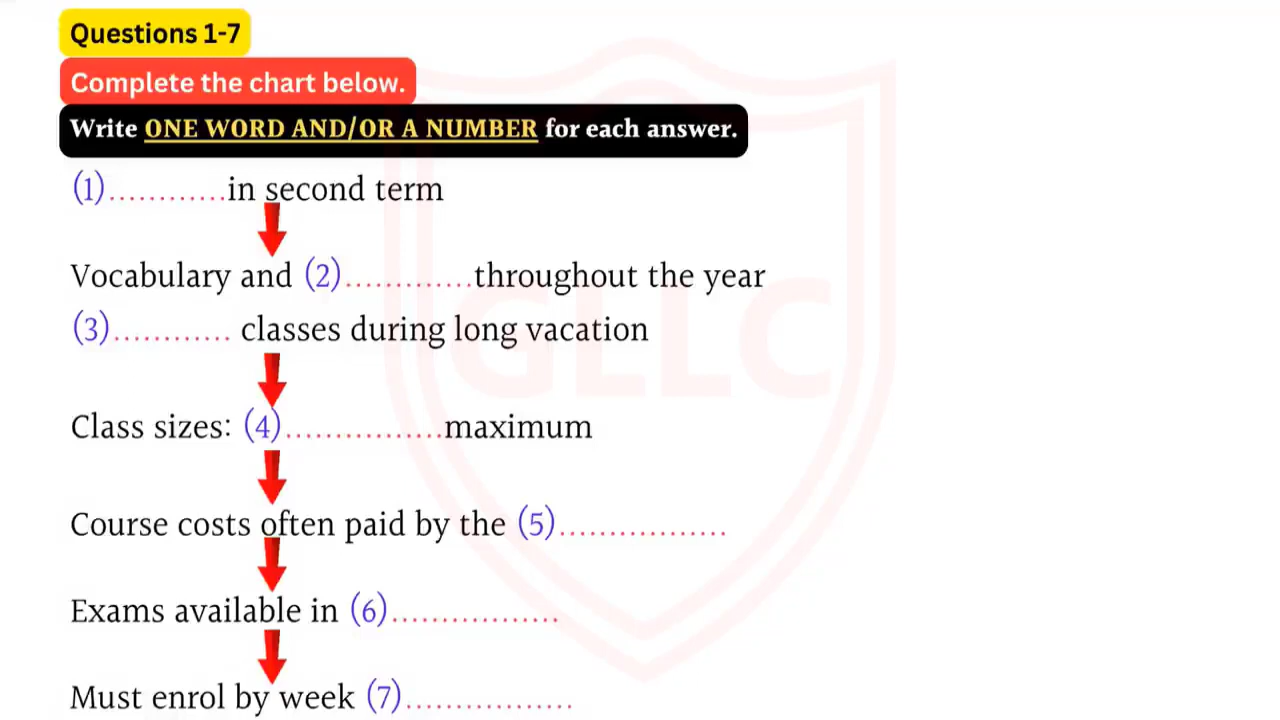 Questions 1-7
Complete the chart below.
Write ONE WORD AND/OR A NUMBER for each answer.
(1)............in second term
Vocabulary and (2).............throughout the year
(3)............ classes during long vacation
GLLC
Class sizes: (4)................maximum
Course costs often paid by the (5).................
Exams available in (6).................
Must enrol by week (7).................